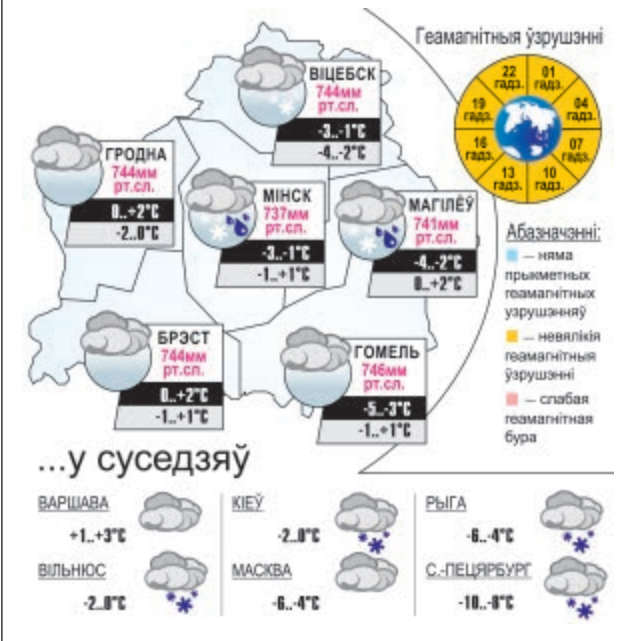 Геамагнітныя ўзрушэнні
22 гадз.
01 гадз.
04 гадз.
07 гадз.
10 гадз.
13 гадз.
16 гадз.
19 гадз.
ВІЦЕБСК
744мм
рт.сл.
-3..-1°C
-4..-2°C
ГРОДНА
744мм
рт.сл.
0..+2°C
-2..0°C
МІНСК
737мм
рт.сл.
-3..-1°C
-1..+1°C
МАГІЛЁЎ
741мм
рт.сл.
-4..-2°C
0..+2°C
БРЭСТ
744мм
рт.сл.
0..+2°C
-1..+1°C
ГОМЕЛЬ
746мм
рт.сл.
-5..-3°C
-1..+1°C
Абазначэнні:
— няма
прыкметных
геамагнітных
узрушэнняў
— невялікія
геамагнітныя
ўзрушэнні
— слабая
геамагнітная
бура
...у суседзяў
ВАРШАВА
+1..+3°C
КІЕЎ
-2..0°C
РЫГА
-6..-4°C
ВІЛЬНЮС
-2..0°C
МАСКВА
-6..-4°C
С.-ПЕЦЯРБУРГ
-10..-8°C